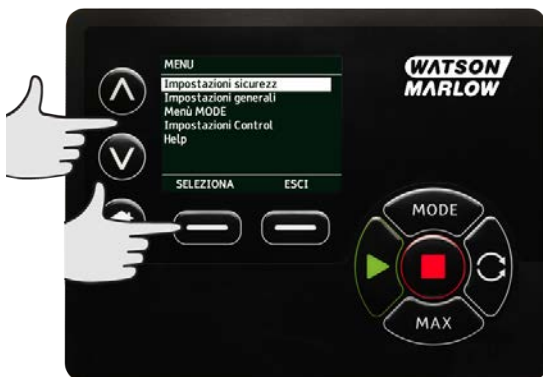 MENU
Impostazioni sicurezz
Impostazioni generali
Menù MODE
Impostazioni Control
Help
SELEZIONA ESCI
WATSON
MARLOW
MODE
MAX